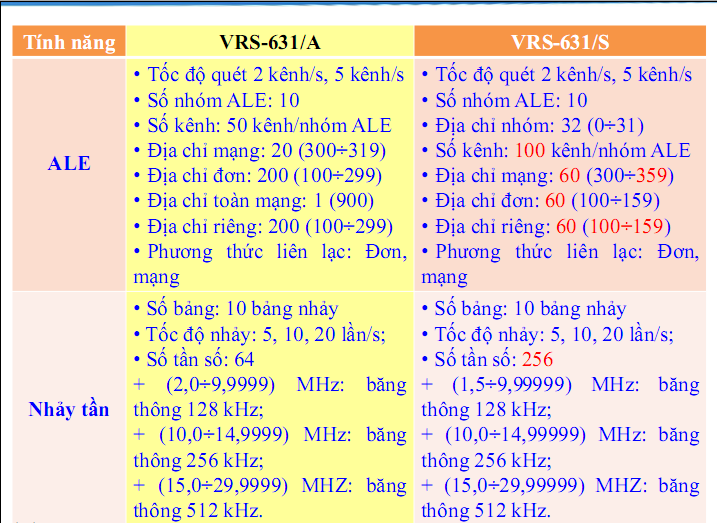 Tính năng
VRS-631/A
VRS-631/S
ALE
• Tốc độ quét 2 kênh/s, 5 kênh/s
• Số nhóm ALE: 10
• Số kênh: 50 kênh/nhóm ALE
• Địa chỉ mạng: 20 (300÷319)
• Địa chỉ đơn: 200 (100÷299)
• Địa chỉ toàn mạng: 1 (900)
• Địa chỉ riêng: 200 (100÷299)
• Phương thức liên lạc: Đơn,
mạng
• Tốc độ quét 2 kênh/s, 5 kênh/s
• Số nhóm ALE: 10
• Địa chỉ nhóm: 32 (0÷31)
• Số kênh: 100 kênh/nhóm ALE
• Địa chỉ mạng: 60 (300÷359)
• Địa chỉ đơn: 60 (100÷159)
• Địa chỉ riêng: 60 (100÷159)
• Phương thức liên lạc: Đơn,
mạng
Nhảy tần
• Số bảng: 10 bảng nhảy
• Tốc độ nhảy: 5, 10, 20 lần/s;
• Số tần số: 64
+ (2,0÷9,9999) MHz: băng
thông 128 kHz;
+ (10,0÷14,9999) MHz: băng
thông 256 kHz;
+ (15,0÷29,9999) MHZ: băng
thông 512 kHz.
• Số bảng: 10 bảng nhảy
• Tốc độ nhảy: 5, 10, 20 lần/s;
• Số tần số: 256
+ (1,5÷9,99999) MHz: băng
thông 128 kHz;
+ (10,0÷14,99999) MHz: băng
thông 256 kHz;
+ (15,0÷29,99999) MHZ: băng
thông 512 kHz.